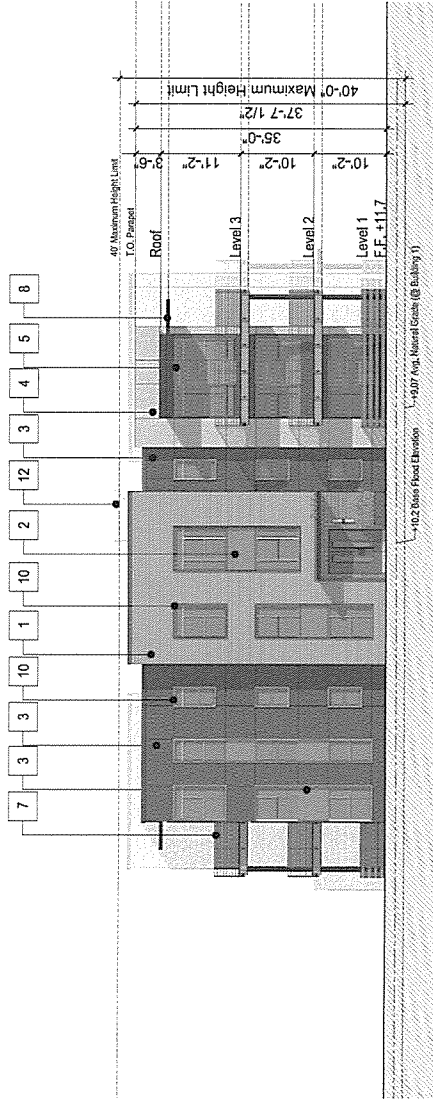 7
3
3
10
1
10
2
12
3
4
5
8
40' Maximum Height Limit
T.O. Parapet
Roof
Level 3
Level 2
Level 1
F.F. +11.7
3'-6"
11'-2"
10'-2"
10'-2"
35'-0"
37'-7 1/2"
40'-0" Maximum Height Limit
+10.2 Base Flood Elevation
+9.07 Avg. Natural Grade (@ Building 1)